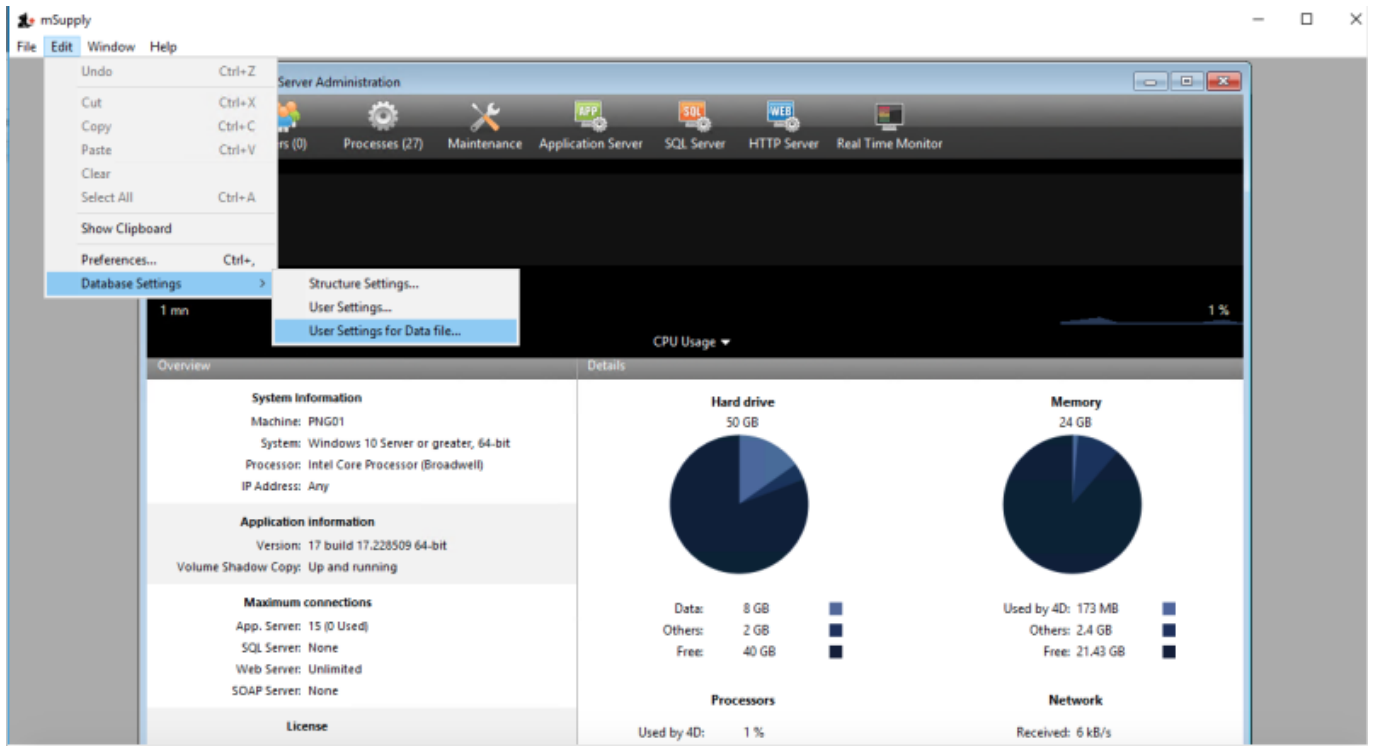 mSupply
File Edit Window Help
Undo Ctrl+Z
Cut Ctrl+X
Copy Ctrl+C
Paste Ctrl+V
Clear
Select All Ctrl+A
Show Clipboard
Preferences... Ctrl+,
Database Settings >
Structure Settings...
User Settings...
User Settings for Data file...
Server Administration
rs (0) Processes (27) Maintenance Application Server SQL Server HTTP Server Real Time Monitor
APP SQL WEB
1 mn 1 %
CPU Usage
Overview
System Information
Machine: PNG01
System: Windows 10 Server or greater, 64-bit
Processor: Intel Core Processor (Broadwell)
IP Address: Any
Application information
Version: 17 build 17.228509 64-bit
Volume Shadow Copy: Up and running
Maximum connections
App. Server: 15 (0 Used)
SQL Server: None
Web Server: Unlimited
SOAP Server: None
License
Details
Hard drive
50 GB
Data: 8 GB
Others: 2 GB
Free: 40 GB
Memory
24 GB
Used by 4D: 173 MB
Others: 2.4 GB
Free: 21.43 GB
Processors
Used by 4D: 1 %
Network
Received: 6 kB/s